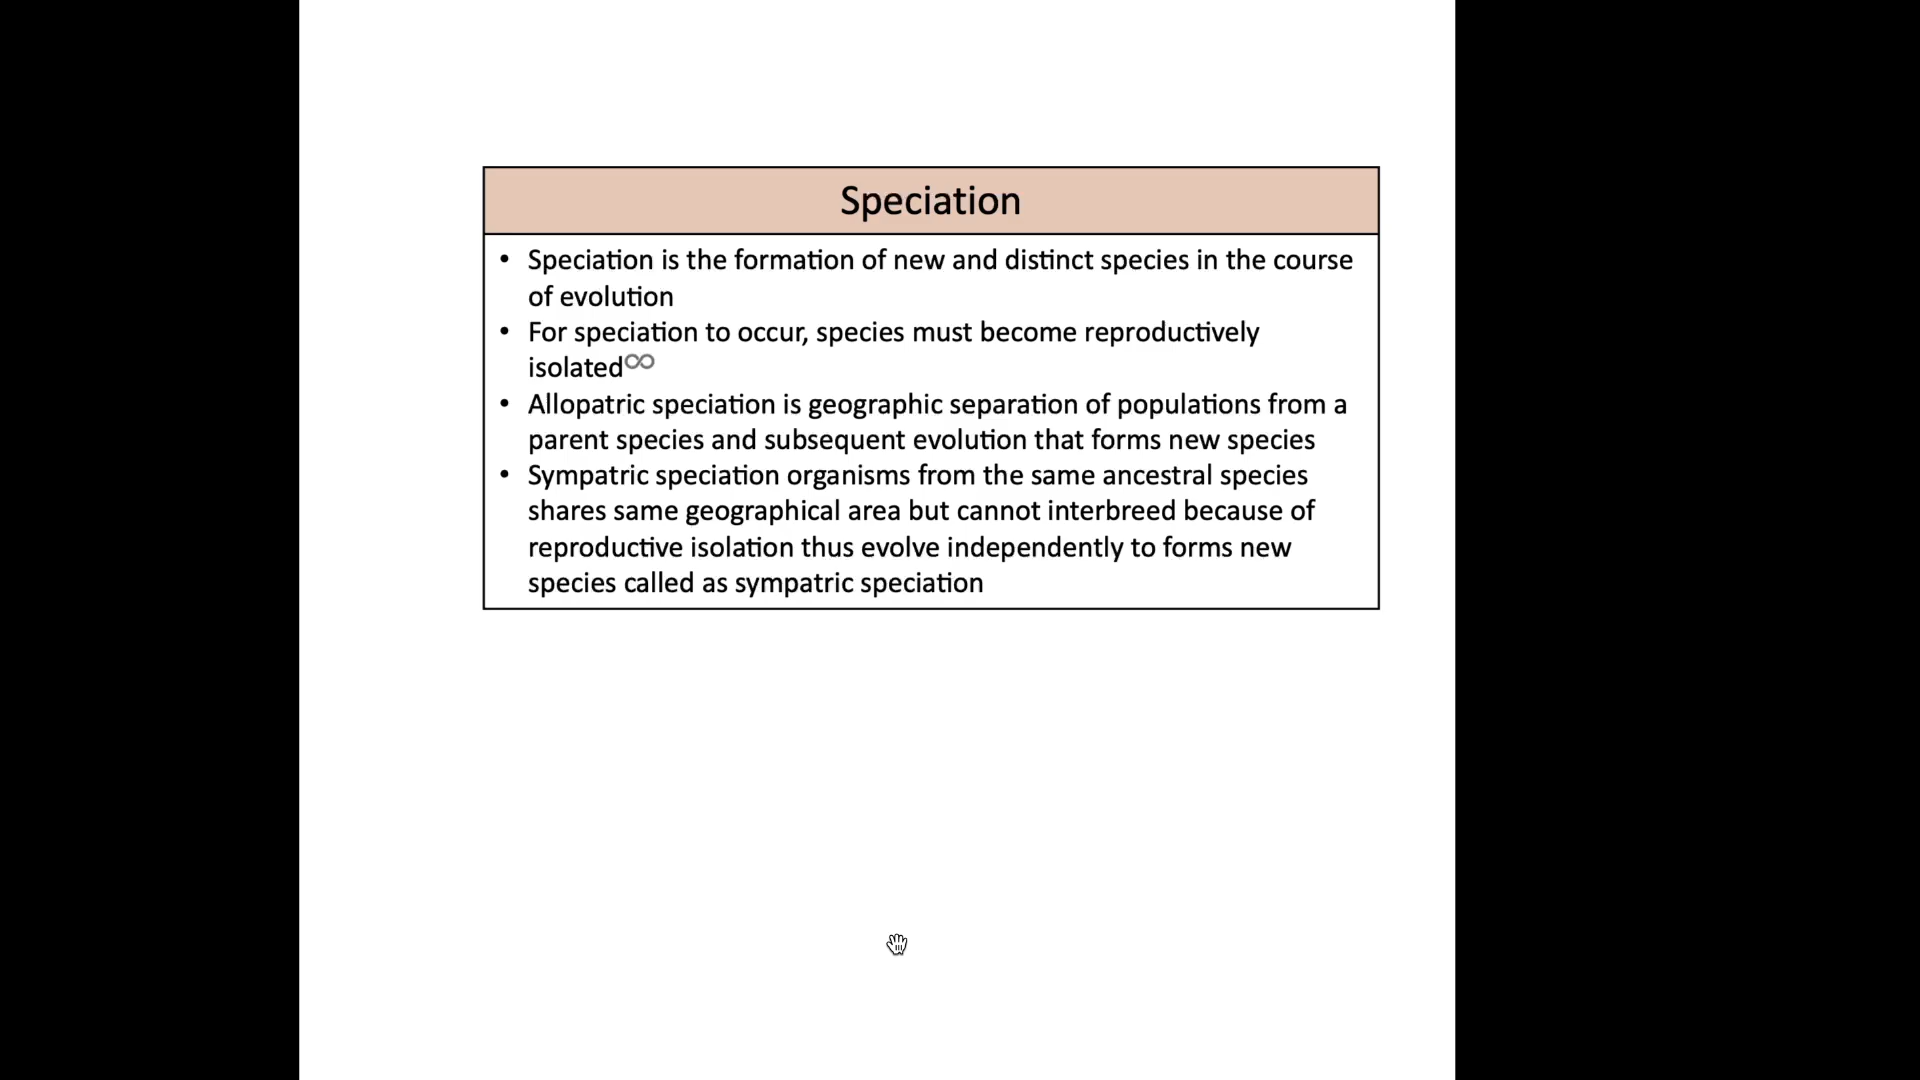 Speciation
• Speciation is the formation of new and distinct species in the course
of evolution
• For speciation to occur, species must become reproductively
isolated∞
• Allopatric speciation is geographic separation of populations from a
parent species and subsequent evolution that forms new species
• Sympatric speciation organisms from the same ancestral species
shares same geographical area but cannot interbreed because of
reproductive isolation thus evolve independently to forms new
species called as sympatric speciation